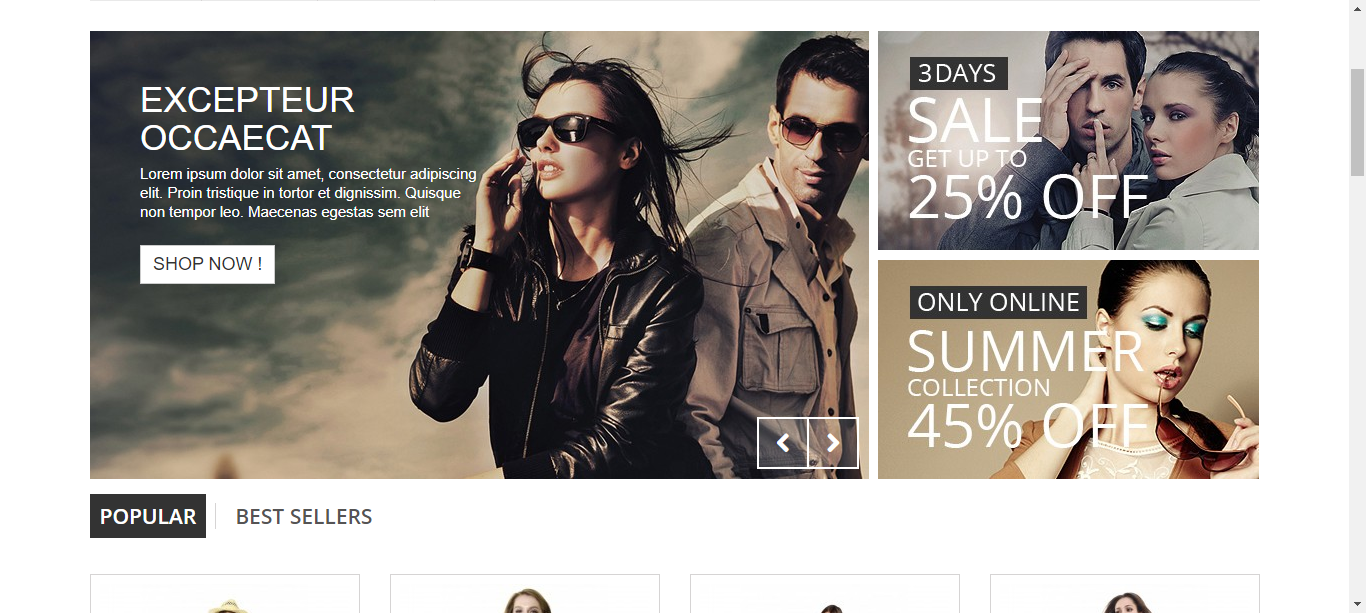 EXCEPTEUR
OCCAECAT
Lorem ipsum dolor sit amet, consectetur adipiscing
elit. Proin tristique in tortor et dignissim. Quisque
non tempor leo. Maecenas egestas sem elit
SHOP NOW !
3 DAYS
SALE
GET UP TO
25% OFF
ONLY ONLINE
SUMMER
COLLECTION
45% OFF
POPULAR
BEST SELLERS